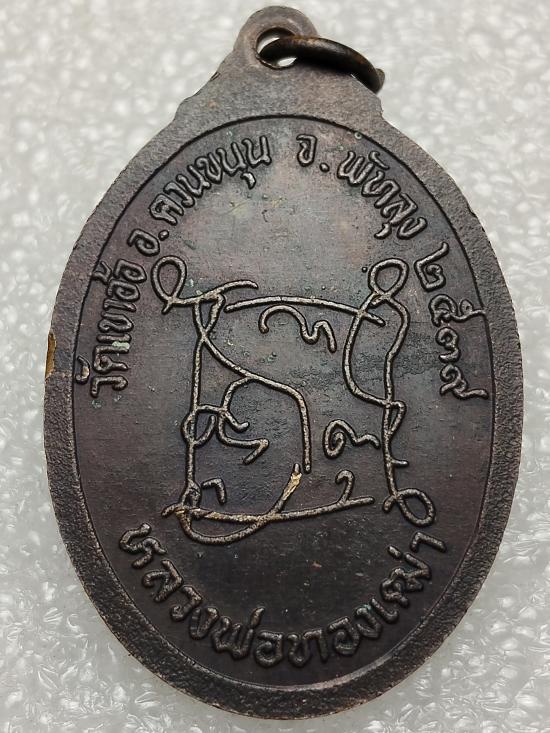 วัดเขาอ้อ อ.ควนขนุน จ.พัทลุง ๒๕๓๙
หลวงพ่อทองเฒ่า